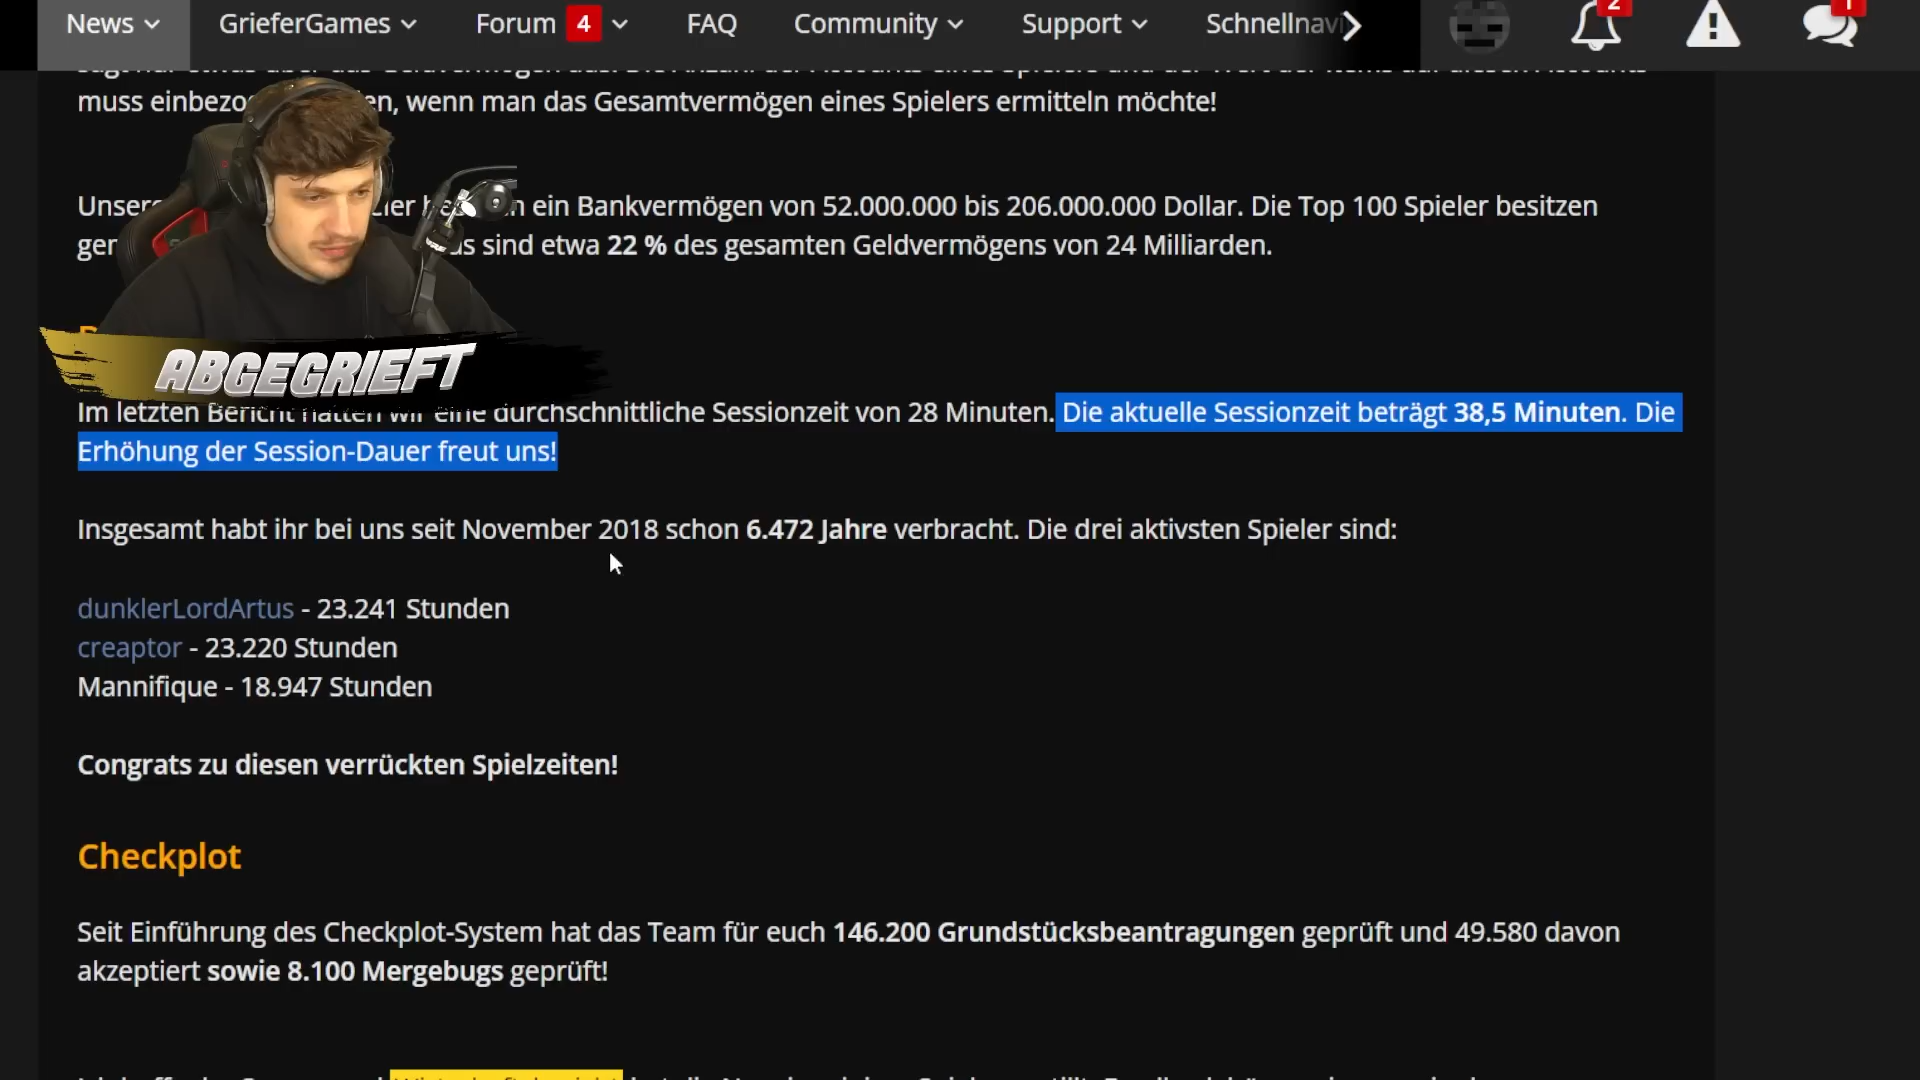 News GrieferGames Forum 4 FAQ Community Support Schnellnavi 2 1
muss einbezo en, wenn man das Gesamtvermögen eines Spielers ermitteln möchte!
Unsere ein Bankvermögen von 52.000.000 bis 206.000.000 Dollar. Die Top 100 Spieler besitzen
sind etwa 22 % des gesamten Geldvermögens von 24 Milliarden.
ABGEGRIEFT
Im letzten Bericht hatten wir eine durchschnittliche Sessionzeit von 28 Minuten. Die aktuelle Sessionzeit beträgt 38,5 Minuten. Die
Erhöhung der Session-Dauer freut uns!
Insgesamt habt ihr bei uns seit November 2018 schon 6.472 Jahre verbracht. Die drei aktivsten Spieler sind:
dunklerLordArtus - 23.241 Stunden
creaptor - 23.220 Stunden
Mannifique - 18.947 Stunden
Congrats zu diesen verrückten Spielzeiten!
Checkplot
Seit Einführung des Checkplot-System hat das Team für euch 146.200 Grundstücksbeantragungen geprüft und 49.580 davon
akzeptiert sowie 8.100 Mergebugs geprüft!